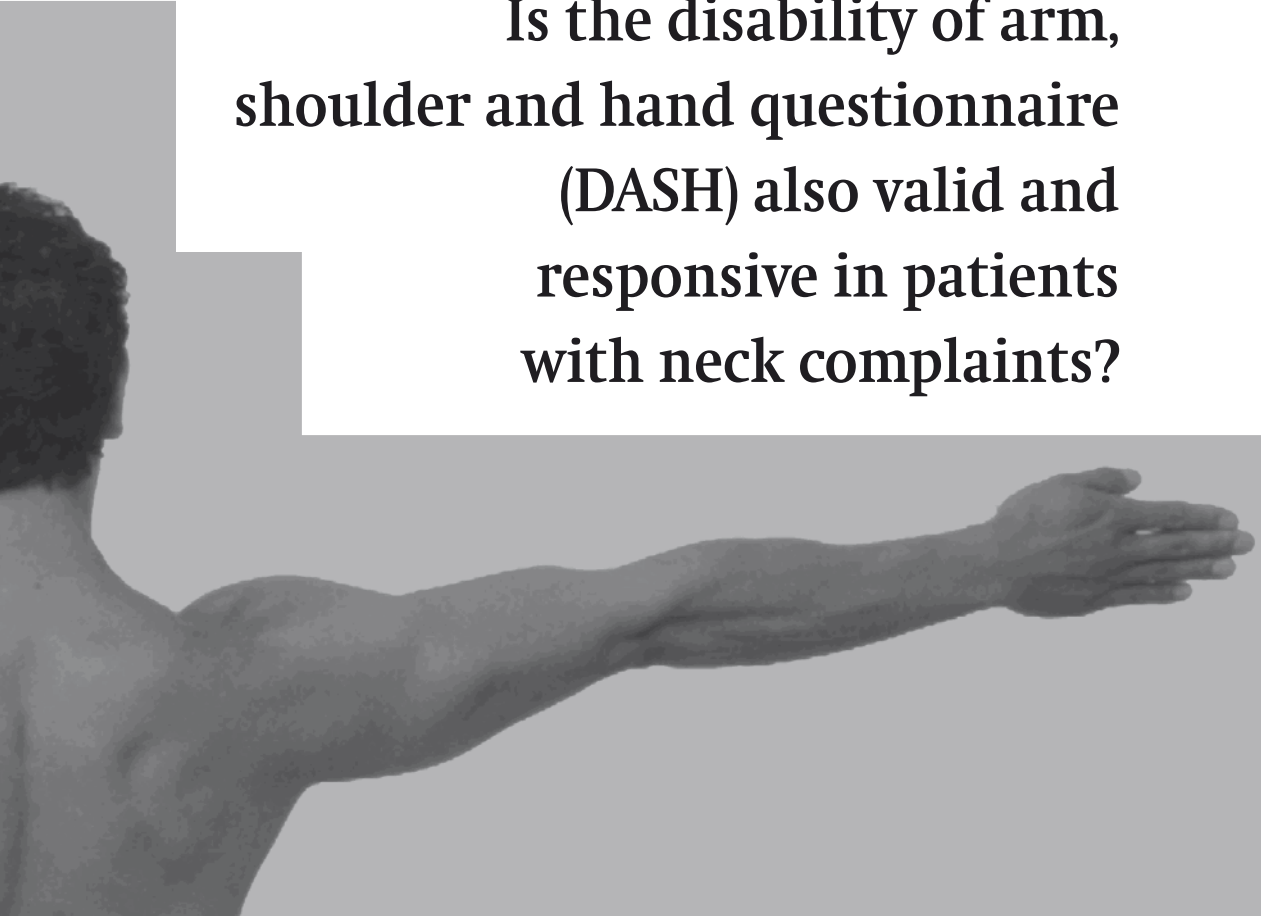 Is the disability of arm,
shoulder and hand questionnaire
(DASH) also valid and
responsive in patients
with neck complaints?